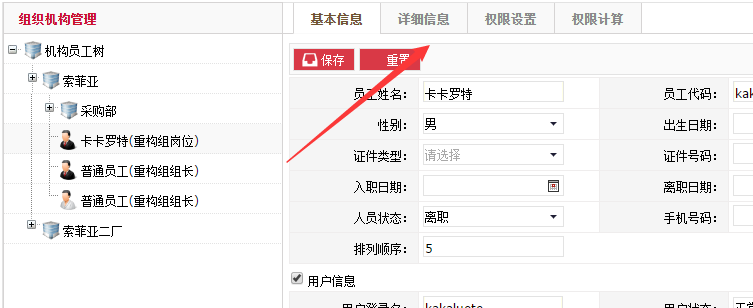 组织机构管理
机构员工树
索菲亚
采购部
卡卡罗特(重构组岗位)
普通员工(重构组组长)
普通员工(重构组组长)
索菲亚二厂
基本信息 详细信息 权限设置 权限计算
保存 重置
员工姓名: 卡卡罗特 员工代码: kak
性别: 男 出生日期:
证件类型: 请选择 证件号码:
入职日期: 离职日期:
人员状态: 离职 手机号码:
排列顺序: 5
用户信息